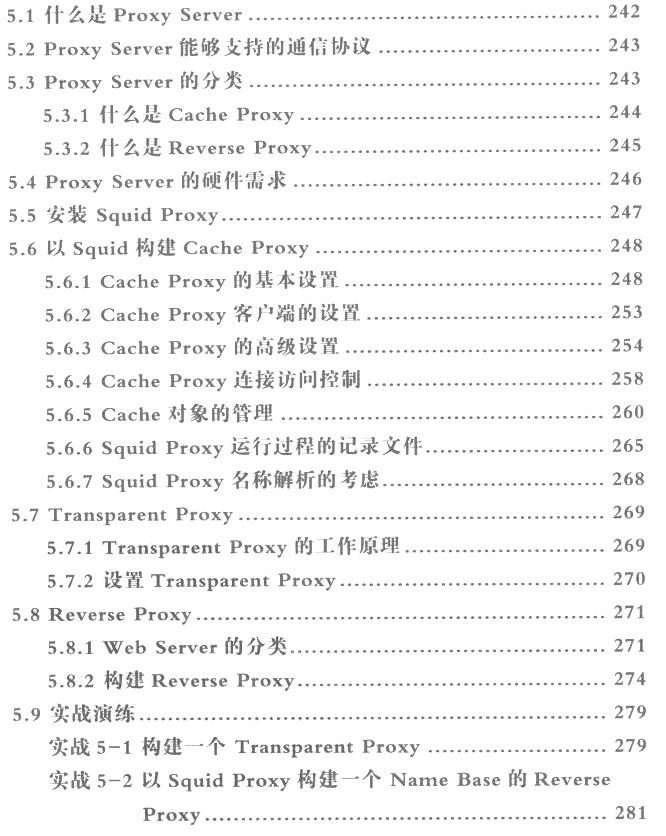 5.1 什么是 Proxy Server ........................................ 242
5.2 Proxy Server 能够支持的通信协议 ........................... 243
5.3 Proxy Server 的分类 ........................................ 243
5.3.1 什么是 Cache Proxy ................................... 244
5.3.2 什么是 Reverse Proxy ................................. 245
5.4 Proxy Server 的硬件需求 .................................... 246
5.5 安装 Squid Proxy ........................................... 247
5.6 以 Squid 构建 Cache Proxy .................................. 248
5.6.1 Cache Proxy 的基本设置 ............................... 248
5.6.2 Cache Proxy 客户端的设置 ............................. 253
5.6.3 Cache Proxy 的高级设置 ............................... 254
5.6.4 Cache Proxy 连接访问控制 ............................. 258
5.6.5 Cache 对象的管理 ..................................... 260
5.6.6 Squid Proxy 运行过程的记录文件 ....................... 265
5.6.7 Squid Proxy 名称解析的考虑 ........................... 268
5.7 Transparent Proxy .......................................... 269
5.7.1 Transparent Proxy 的工作原理 ......................... 269
5.7.2 设置 Transparent Proxy ............................... 270
5.8 Reverse Proxy .............................................. 271
5.8.1 Web Server 的分类 .................................... 271
5.8.2 构建 Reverse Proxy ................................... 274
5.9 实战演练 ................................................... 279
实战 5-1 构建一个 Transparent Proxy ........................ 279
实战 5-2 以 Squid Proxy 构建一个 Name Base 的 Reverse
Proxy ............................................... 281